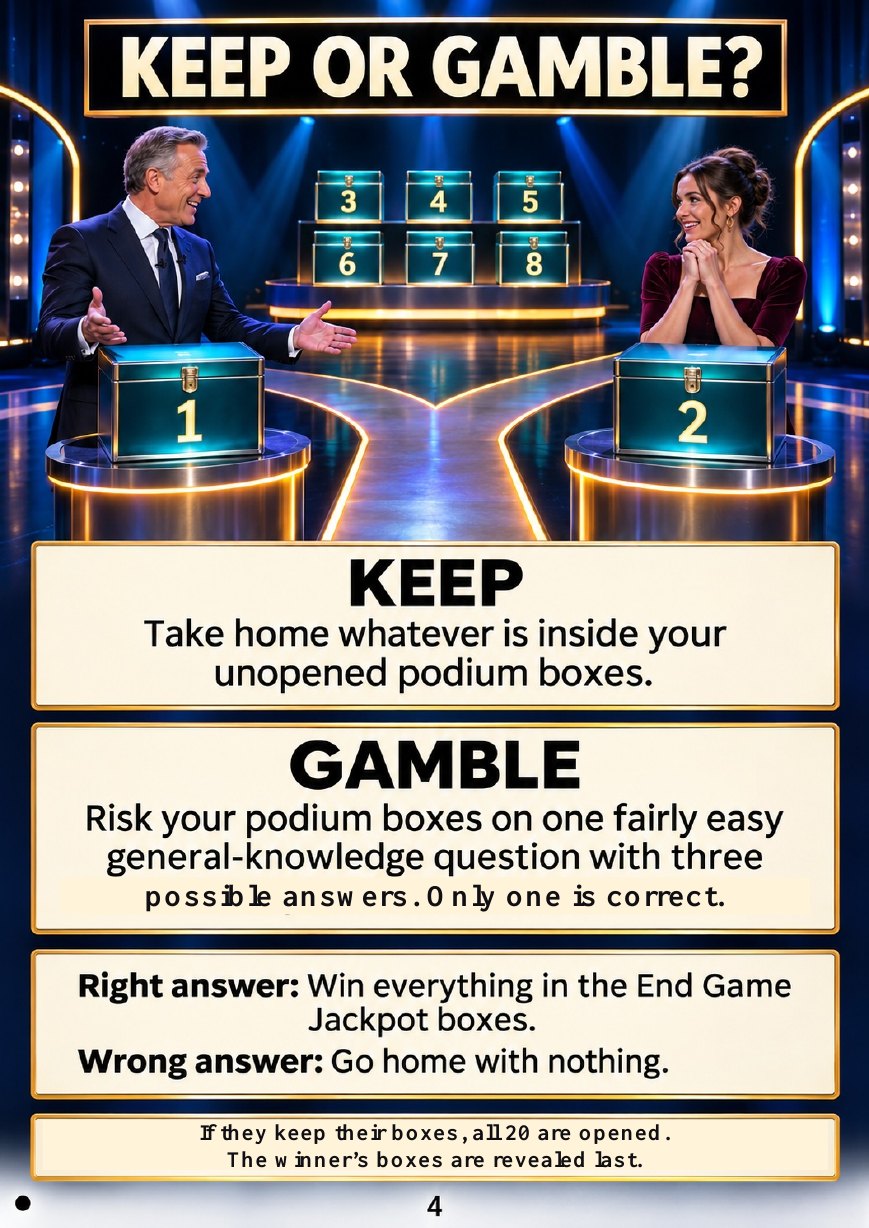 KEEP OR GAMBLE?
3 4 5
6 7 8
1 2
KEEP
Take home whatever is inside your
unopened podium boxes.
GAMBLE
Risk your podium boxes on one fairly easy
general-knowledge question with three
possible answers. Only one is correct.
Right answer: Win everything in the End Game
Jackpot boxes.
Wrong answer: Go home with nothing.
If they keep their boxes, all 20 are opened.
The winner's boxes are revealed last.
4